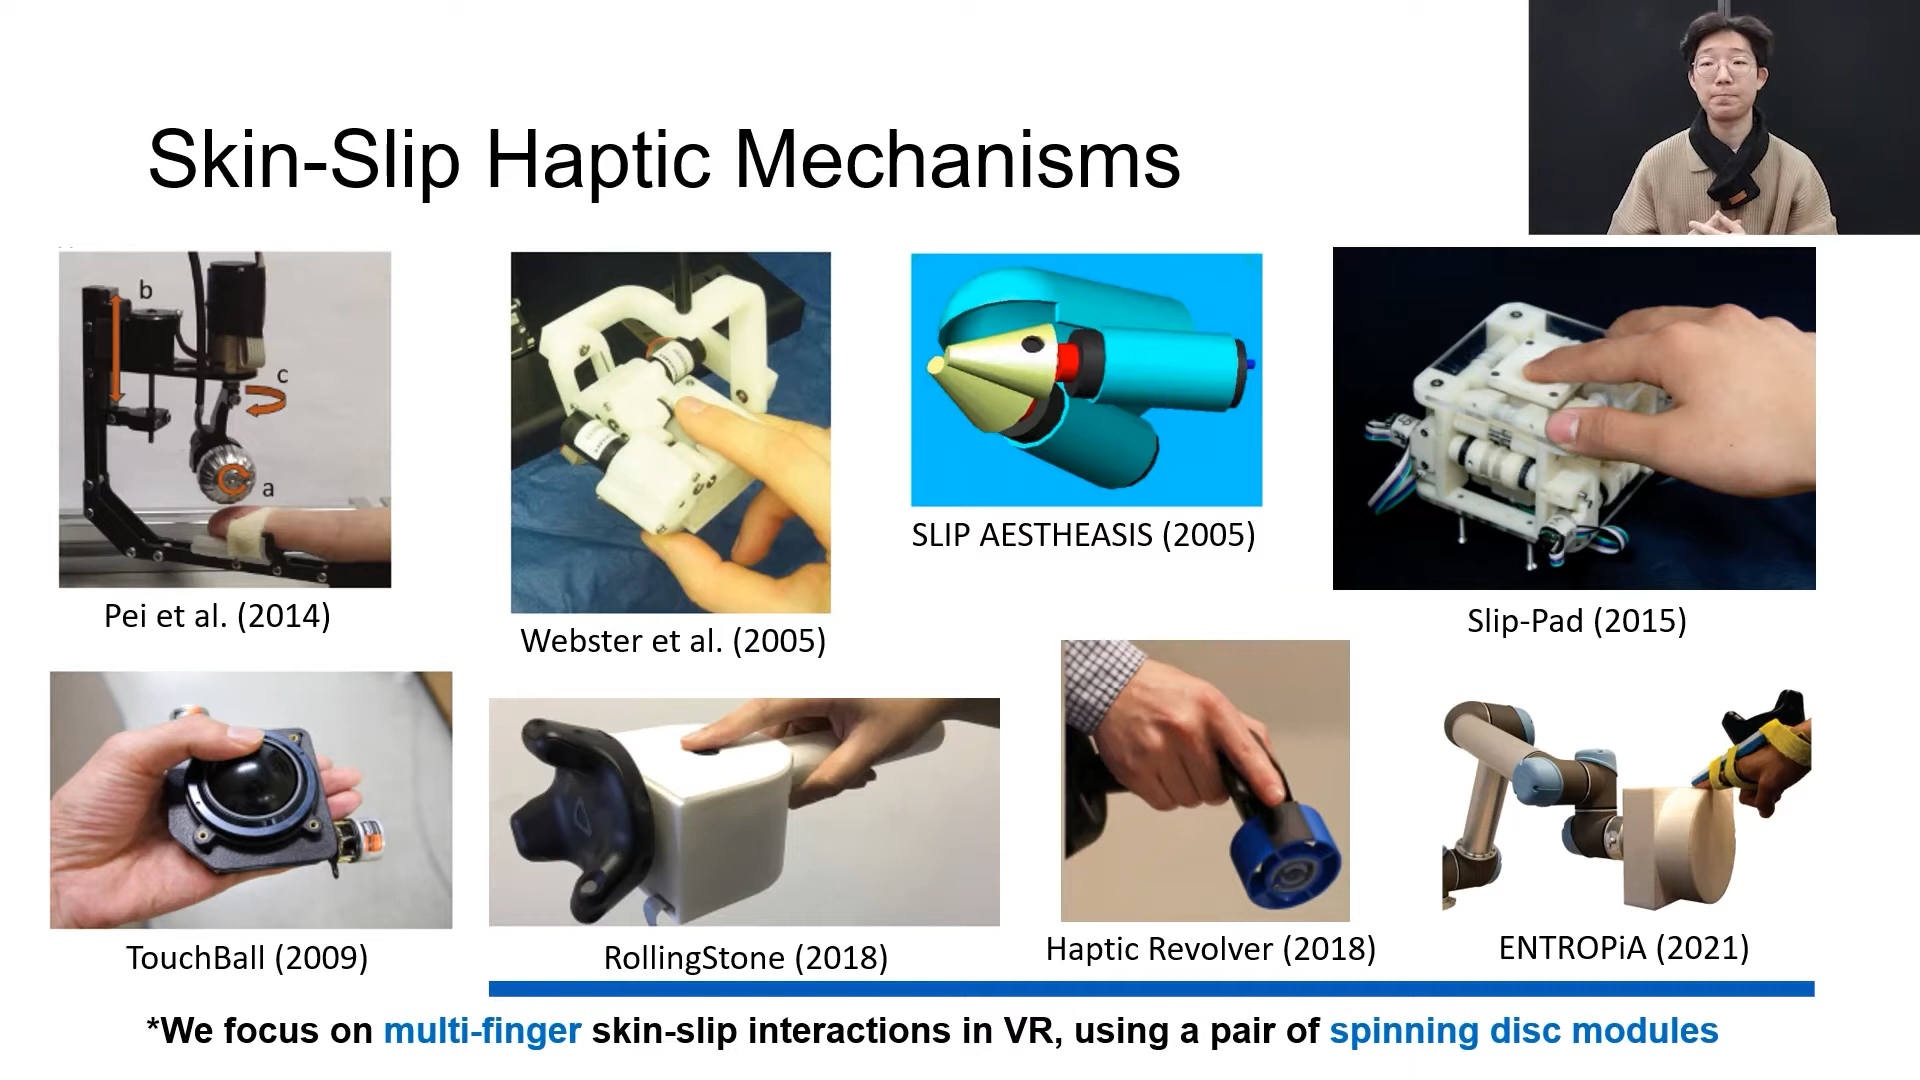 Skin-Slip Haptic Mechanisms
b
c
a
Pei et al. (2014)
Webster et al. (2005)
SLIP AESTHEASIS (2005)
Slip-Pad (2015)
TouchBall (2009)
RollingStone (2018)
Haptic Revolver (2018)
ENTROPiA (2021)
*We focus on multi-finger skin-slip interactions in VR, using a pair of spinning disc modules